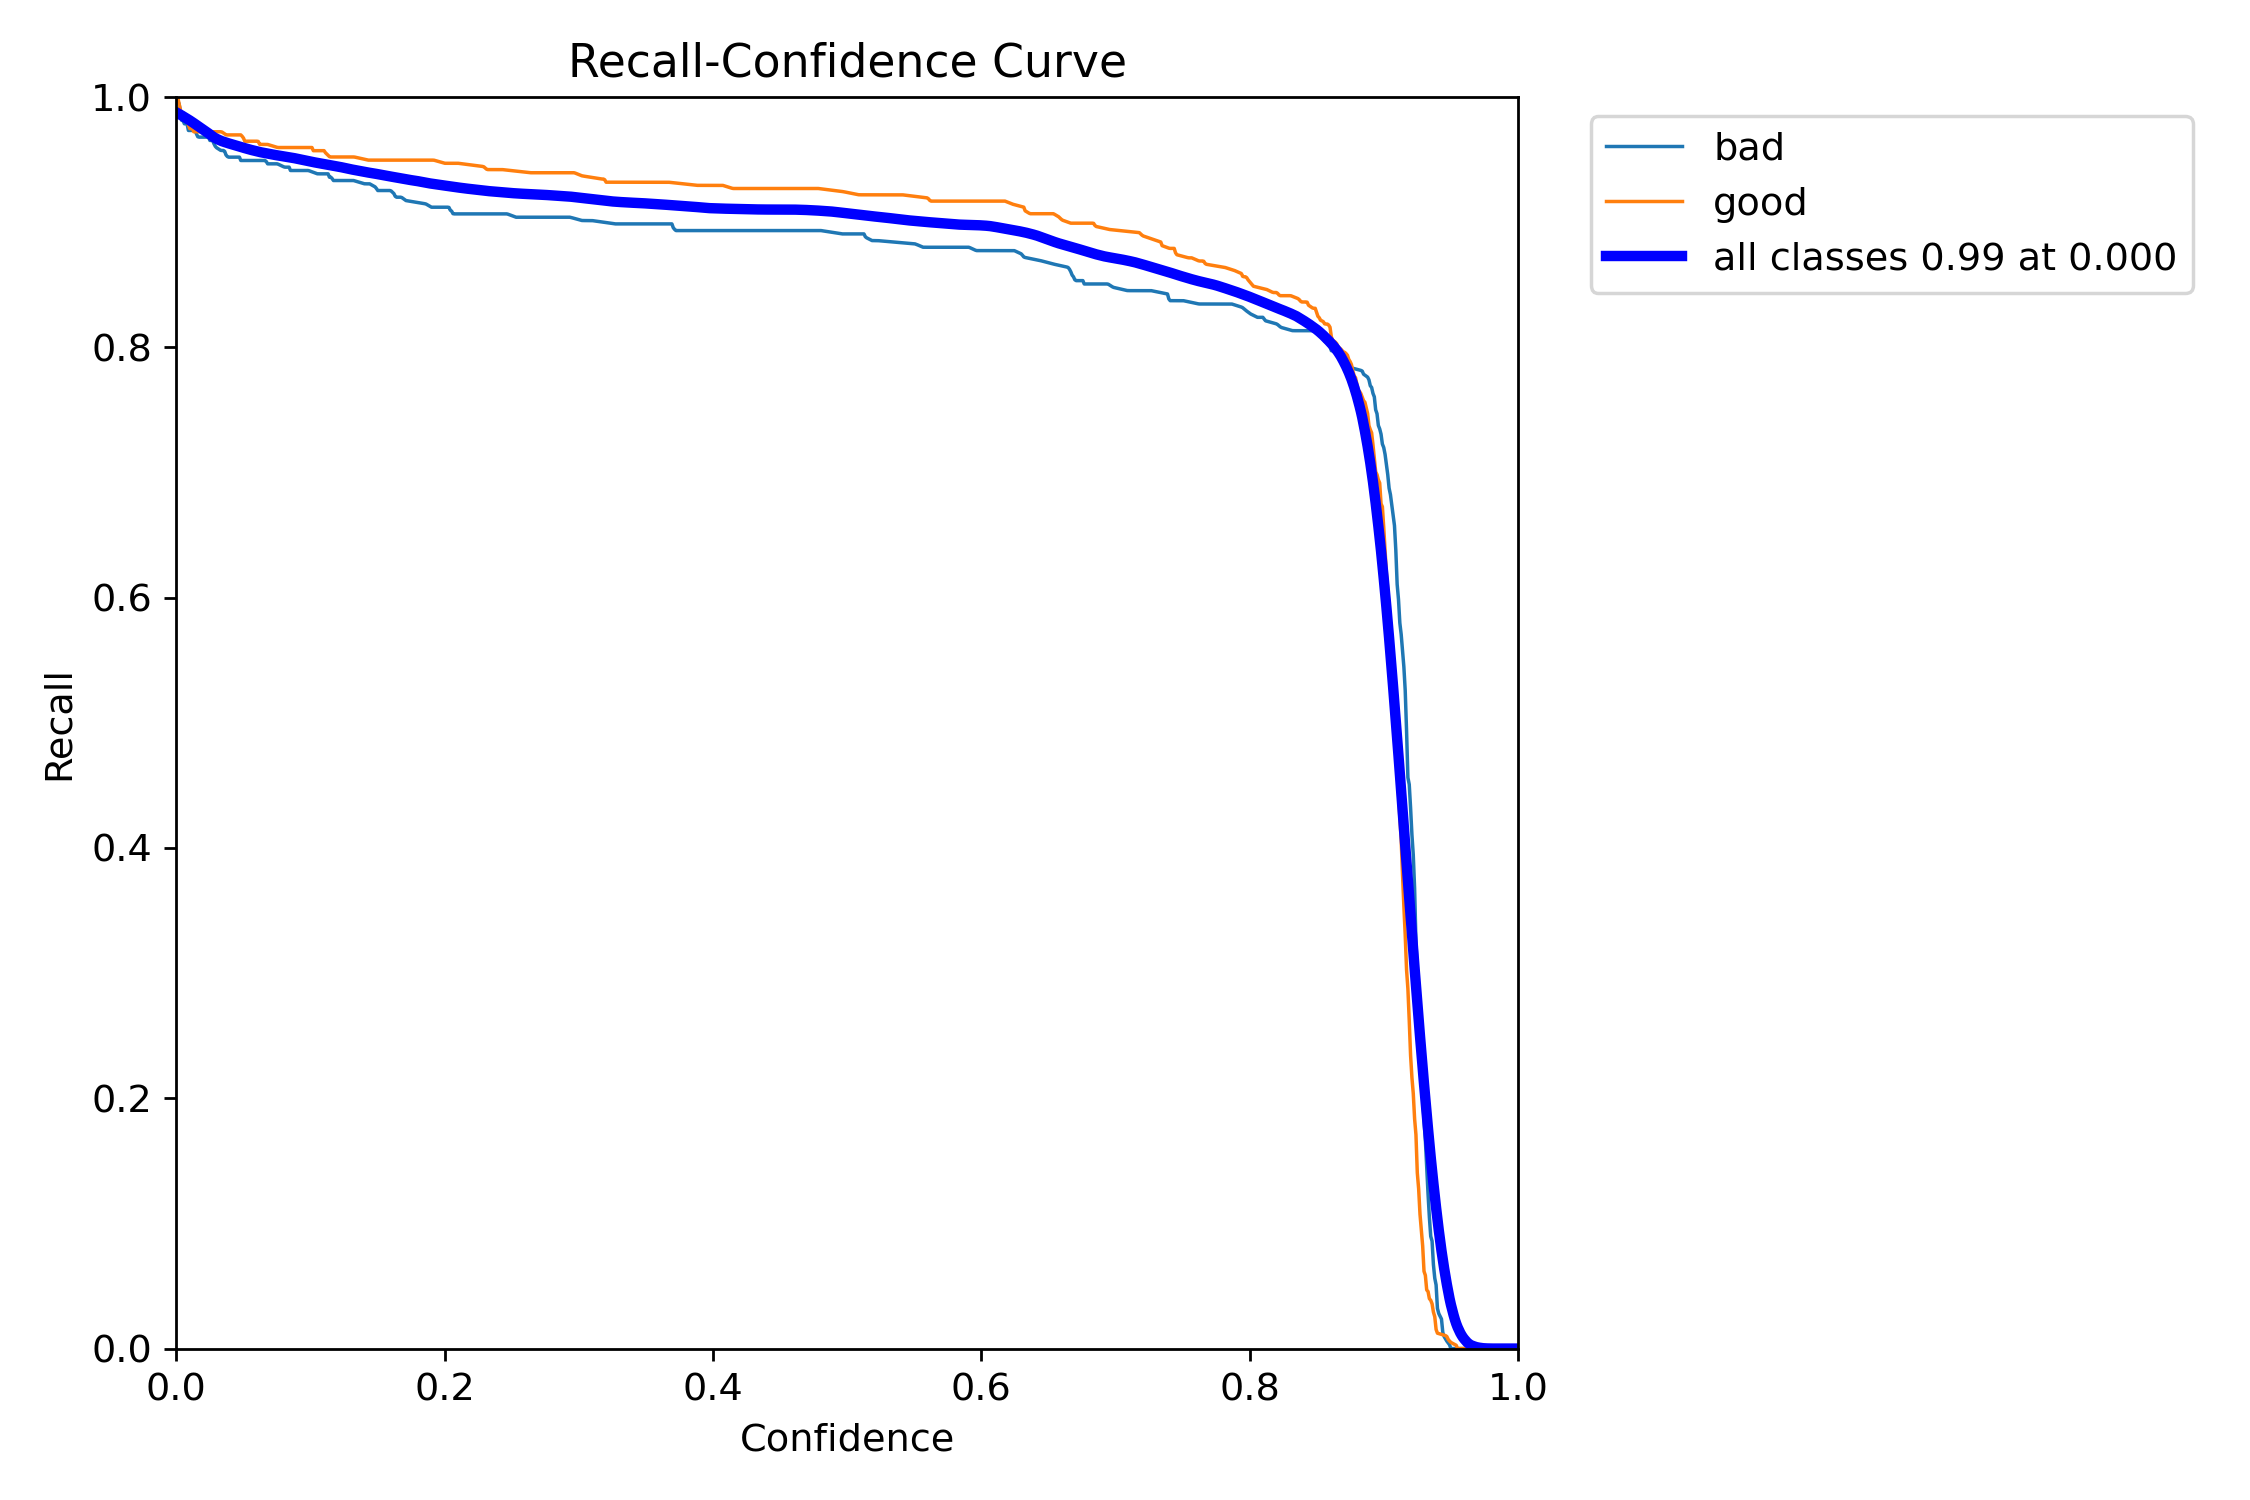 Recall-Confidence Curve
1.0
0.8
0.6
0.4
0.2
0.0
Recall
0.0 0.2 0.4 0.6 0.8 1.0
Confidence
bad
good
all classes 0.99 at 0.000